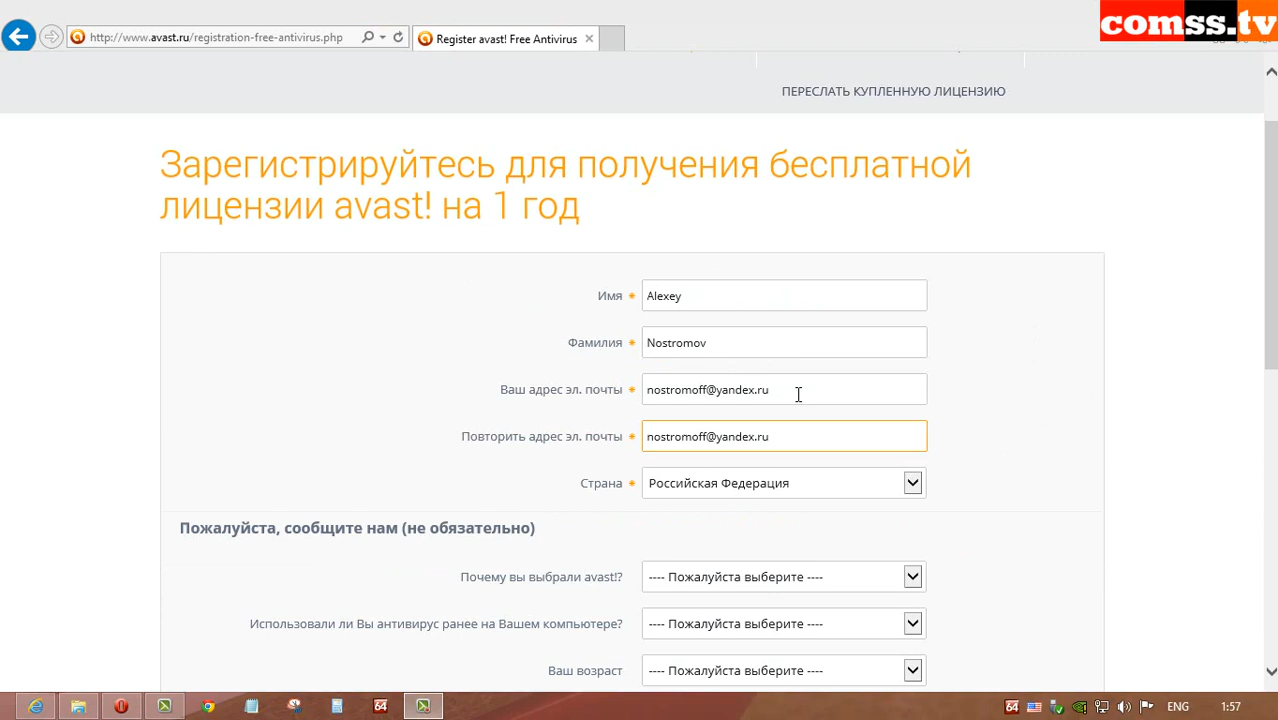 comss.tv
http://www.avast.ru/registration-free-antivirus.php
Register avast! Free Antivirus
ПЕРЕСЛАТЬ КУПЛЕННУЮ ЛИЦЕНЗИЮ
Зарегистрируйтесь для получения бесплатной
лицензии avast! на 1 год
Имя * Alexey
Фамилия * Nostromov
Ваш адрес эл. почты * nostromoff@yandex.ru
Повторить адрес эл. почты * nostromoff@yandex.ru
Страна * Российская Федерация
Пожалуйста, сообщите нам (не обязательно)
Почему вы выбрали avast!? ---- Пожалуйста выберите ----
Использовали ли Вы антивирус ранее на Вашем компьютере? ---- Пожалуйста выберите ----
Ваш возраст ---- Пожалуйста выберите ----
64 64 ENG 1:57